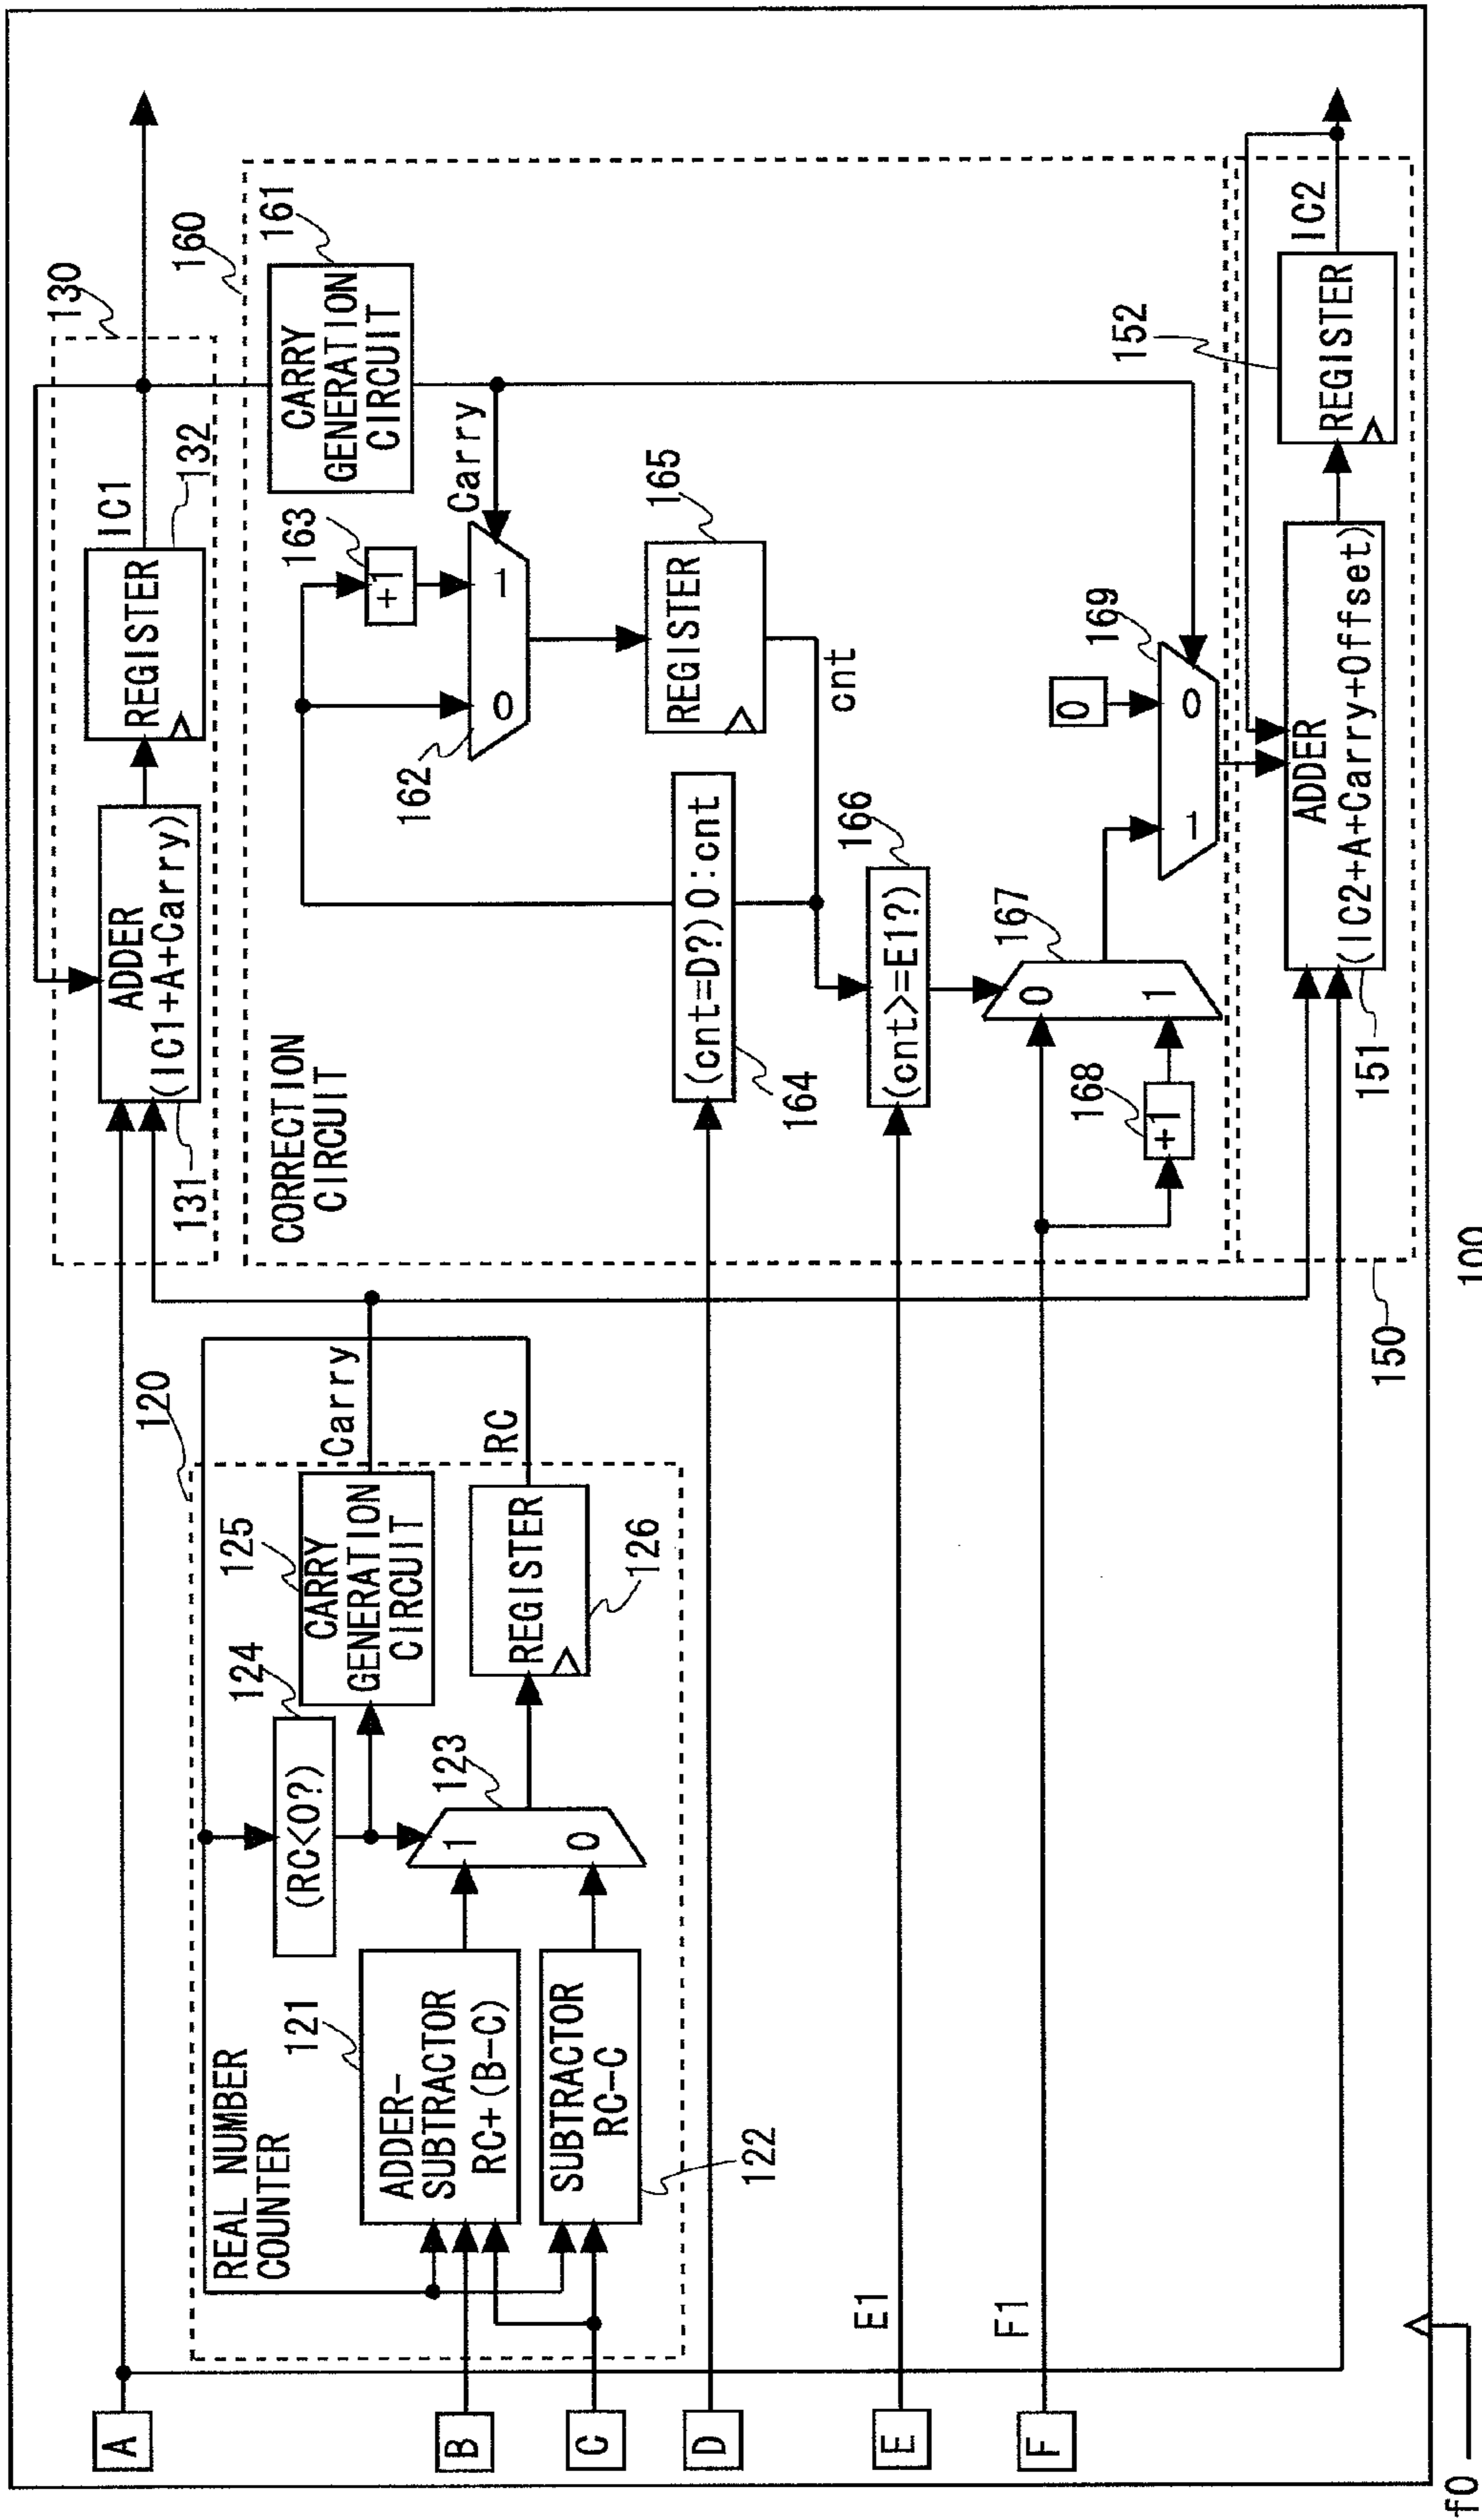 A
B
C
D
E
F
E1
F1
f0
100
120
REAL NUMBER
COUNTER
121
ADDER-
SUBTRACTOR
RC+(B-C)
SUBTRACTOR
RC-C
122
123
1
0
(RC<0?)
124
125
CARRY
GENERATION
CIRCUIT
Carry
REGISTER
126
RC
130
ADDER
(IC1+A+Carry)
131
REGISTER
132
IC1
160
CORRECTION
CIRCUIT
CARRY
GENERATION
CIRCUIT
161
Carry
162
0
1
+1
163
(cnt=D?)0:cnt
164
REGISTER
165
cnt
(cnt>=E1?)
166
0
1
167
+1
168
0
1
0
169
150
ADDER
(IC2+A+Carry+Offset)
151
REGISTER
152
IC2